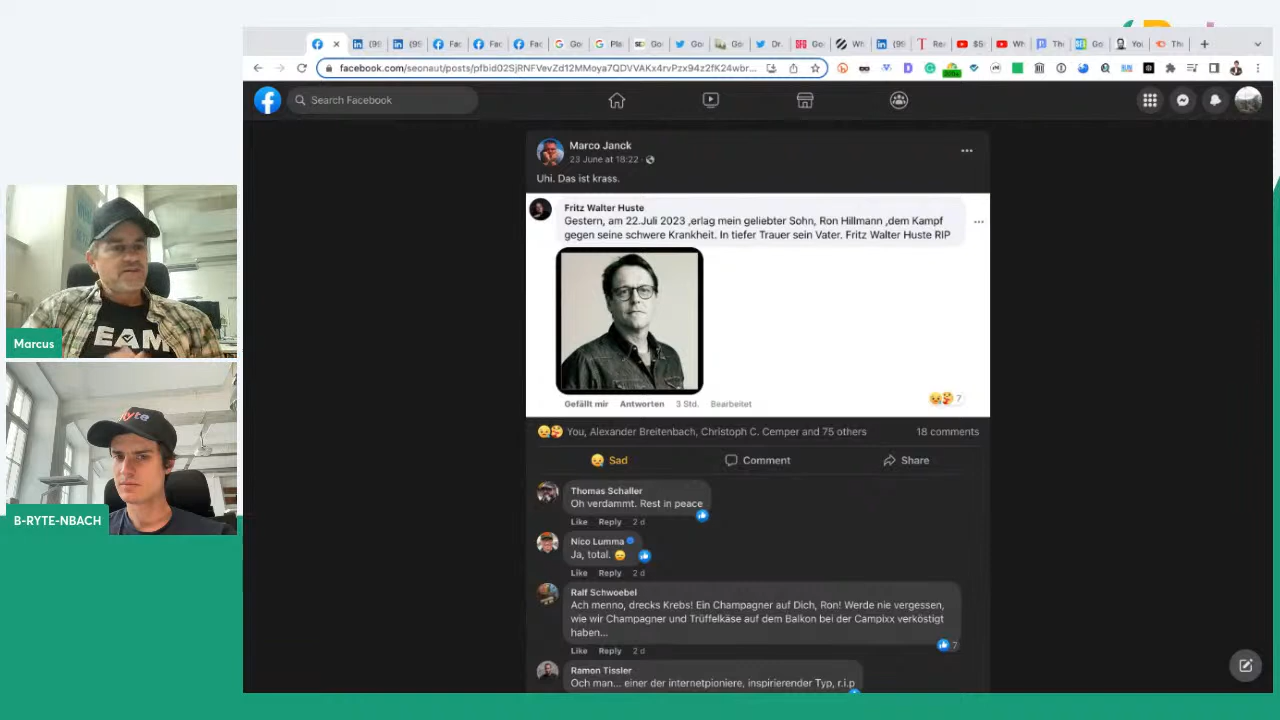 facebook.com/seonaut/posts/pfbid02SjRNFVevZd12MMoya7QDVVAKx4rvPzx94z2fK24wbr...
Search Facebook
Marco Janck
23 June at 18:22
Uhi. Das ist krass.
Fritz Walter Huste
Gestern, am 22.Juli 2023 ,erlag mein geliebter Sohn, Ron Hillmann ,dem Kampf
gegen seine schwere Krankheit. In tiefer Trauer sein Vater. Fritz Walter Huste RIP
Gefällt mir Antworten 3 Std. Bearbeitet
7
You, Alexander Breitenbach, Christoph C. Cemper and 75 others 18 comments
Sad Comment Share
Thomas Schaller
Oh verdammt. Rest in peace
Like Reply 2 d
Nico Lumma
Ja, total.
Like Reply 2 d
Ralf Schwoebel
Ach menno, drecks Krebs! Ein Champagner auf Dich, Ron! Werde nie vergessen,
wie wir Champagner und Trüffelkäse auf dem Balkon bei der Campixx verköstigt
haben...
7
Like Reply 2 d
Ramon Tissler
Och man... einer der internetpioniere, inspirierender Typ, r.i.p
TEAM
Marcus
ryte
B-RYTE-NBACH